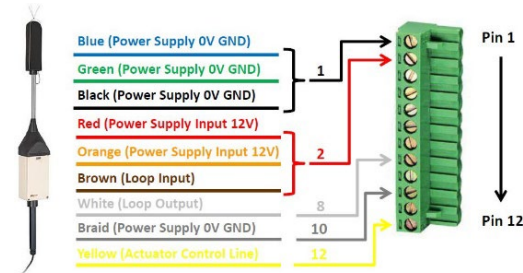 Blue (Power Supply 0V GND)
Green (Power Supply 0V GND)
Black (Power Supply 0V GND)
1
Red (Power Supply Input 12V)
Orange (Power Supply Input 12V)
Brown (Loop Input)
2
White (Loop Output)
8
Braid (Power Supply 0V GND)
10
Yellow (Actuator Control Line)
12
Pin 1
Pin 12